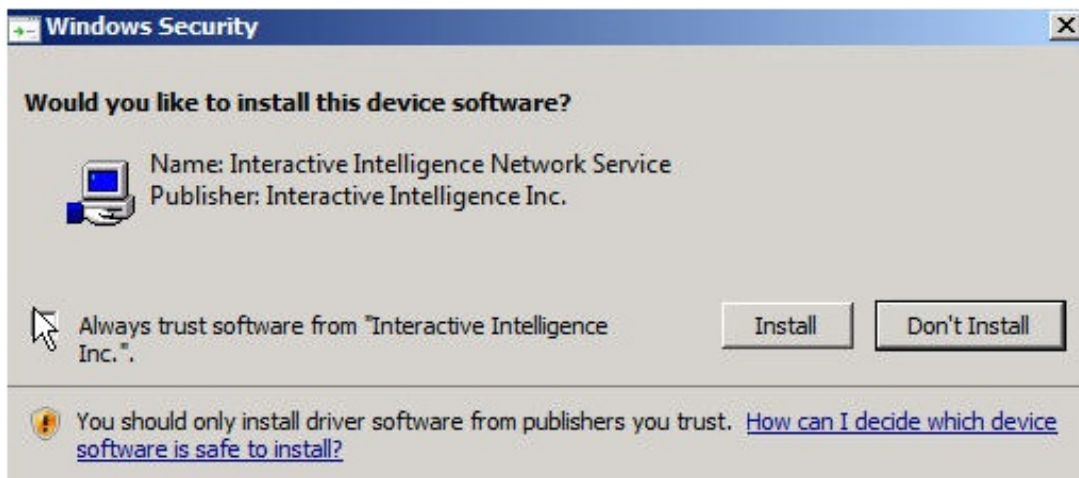 Windows Security
Would you like to install this device software?
Name: Interactive Intelligence Network Service
Publisher: Interactive Intelligence Inc.
Always trust software from "Interactive Intelligence
Inc.".
Install
Don't Install
You should only install driver software from publishers you trust. How can I decide which device
software is safe to install?